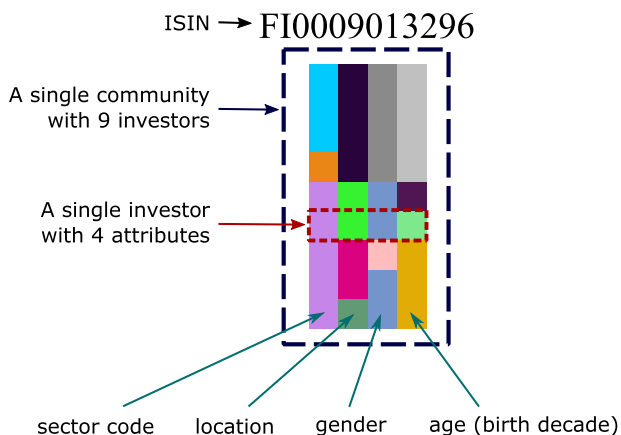 ISIN
FI0009013296
A single community
with 9 investors
A single investor
with 4 attributes
sector code
location
gender
age (birth decade)